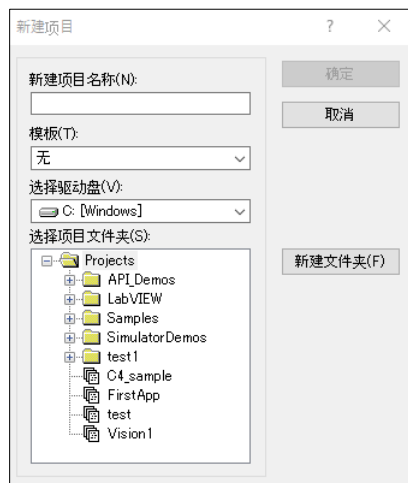 新建项目
?
新建项目名称(N):
确定
取消
模板(T):
无
选择驱动盘(V):
C: [Windows]
选择项目文件夹(S):
新建文件夹(F)
Projects
API_Demos
LabVIEW
Samples
SimulatorDemos
test1
C4_sample
FirstApp
test
Vision1